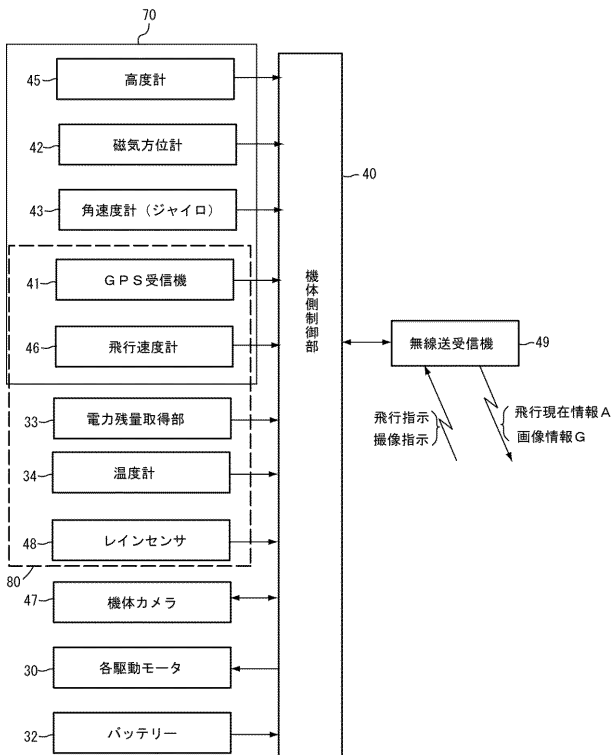 70
45
高度計
42
磁気方位計
43
角速度計（ジャイロ）
41
ＧＰＳ受信機
46
飛行速度計
33
電力残量取得部
34
温度計
48
レインセンサ
80
47
機体カメラ
30
各駆動モータ
32
バッテリー
40
機体側制御部
無線送受信機
49
飛行指示
撮像指示
飛行現在情報Ａ
画像情報Ｇ